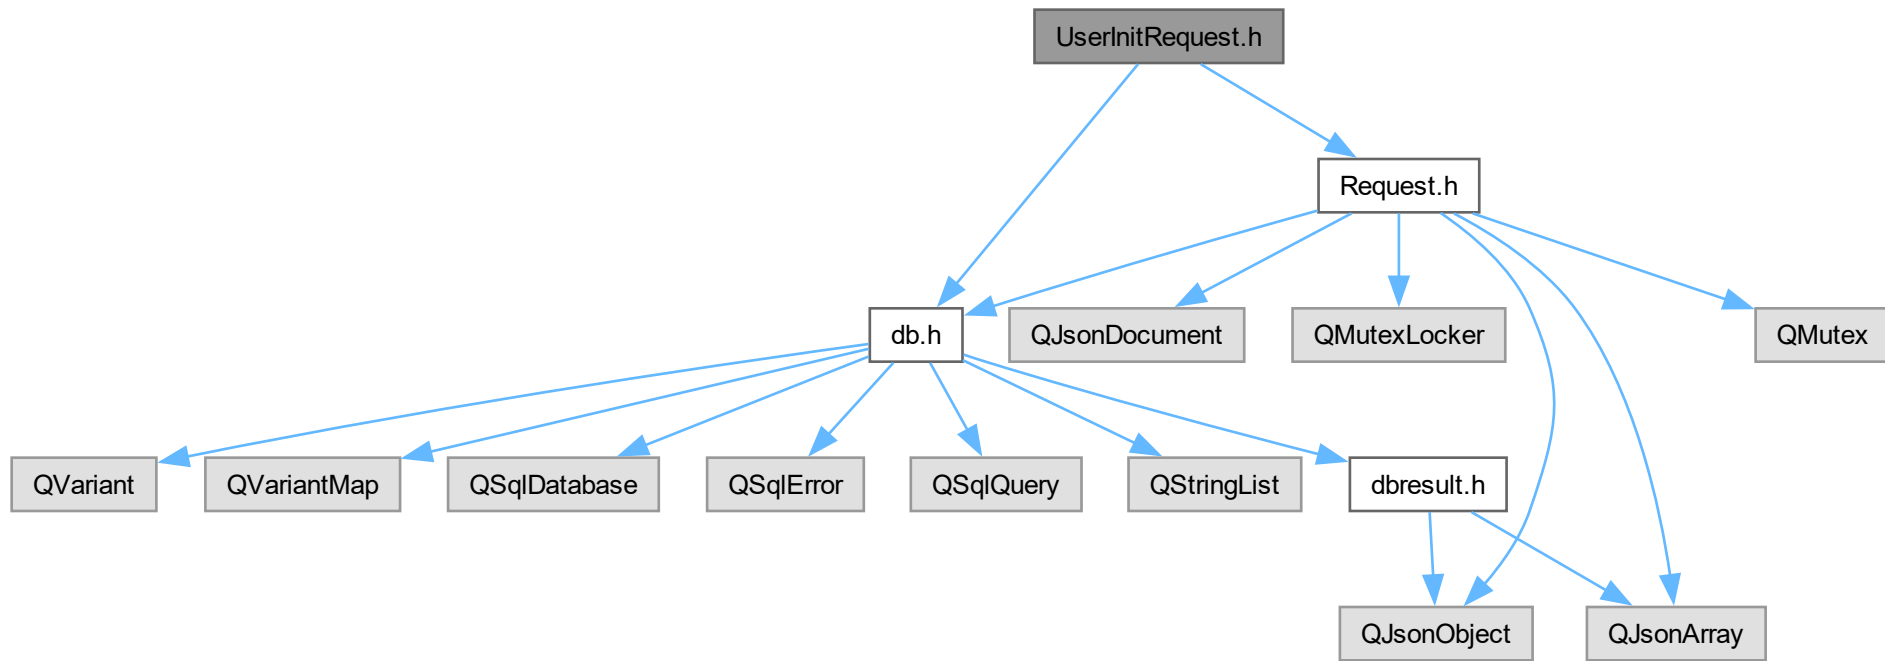 UserInitRequest.h
Request.h
db.h
QJsonDocument
QMutexLocker
QMutex
QVariant
QVariantMap
QSqlDatabase
QSqlError
QSqlQuery
QStringList
dbresult.h
QJsonObject
QJsonArray